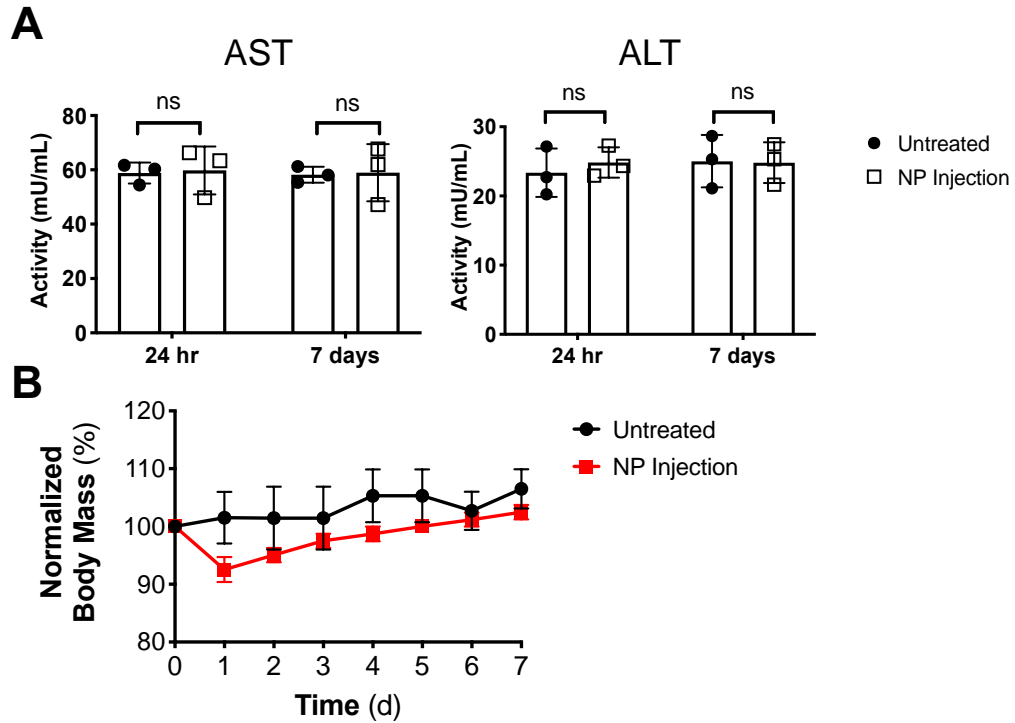 A
AST
ALT
ns
ns
ns
ns
Activity (mU/mL)
80
60
40
20
0
24 hr
7 days
Activity (mU/mL)
30
20
10
0
24 hr
7 days
Untreated
NP Injection
B
Normalized
Body Mass (%)
120
110
100
90
80
0 1 2 3 4 5 6 7
Time (d)
Untreated
NP Injection